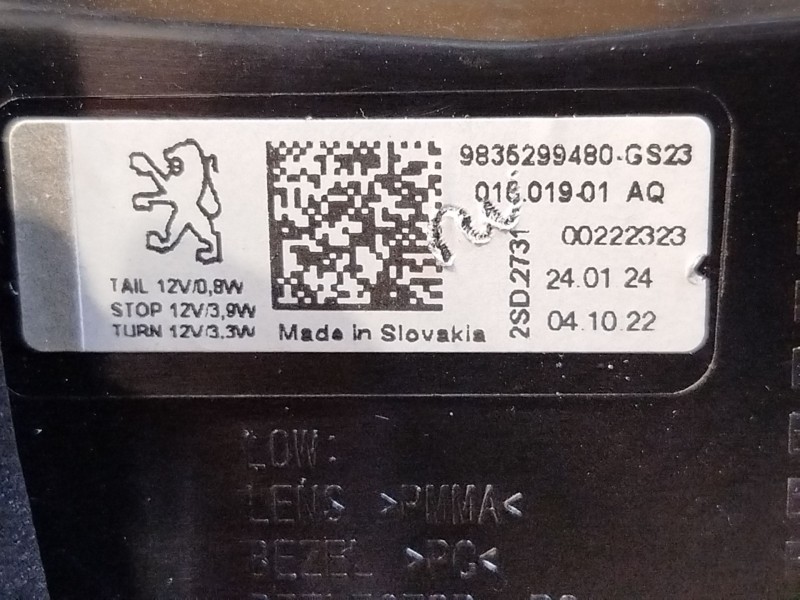 9835299480-GS23
01 .019-01 AQ
2SD.2731
00222323
24.01 24
04.10.22
TAIL 12V/0,8W
STOP 12V/3,9W
TURN 12V/3.3W
Made in Slovakia
LOW:
LENS >PMMA<
BEZEL >PC<